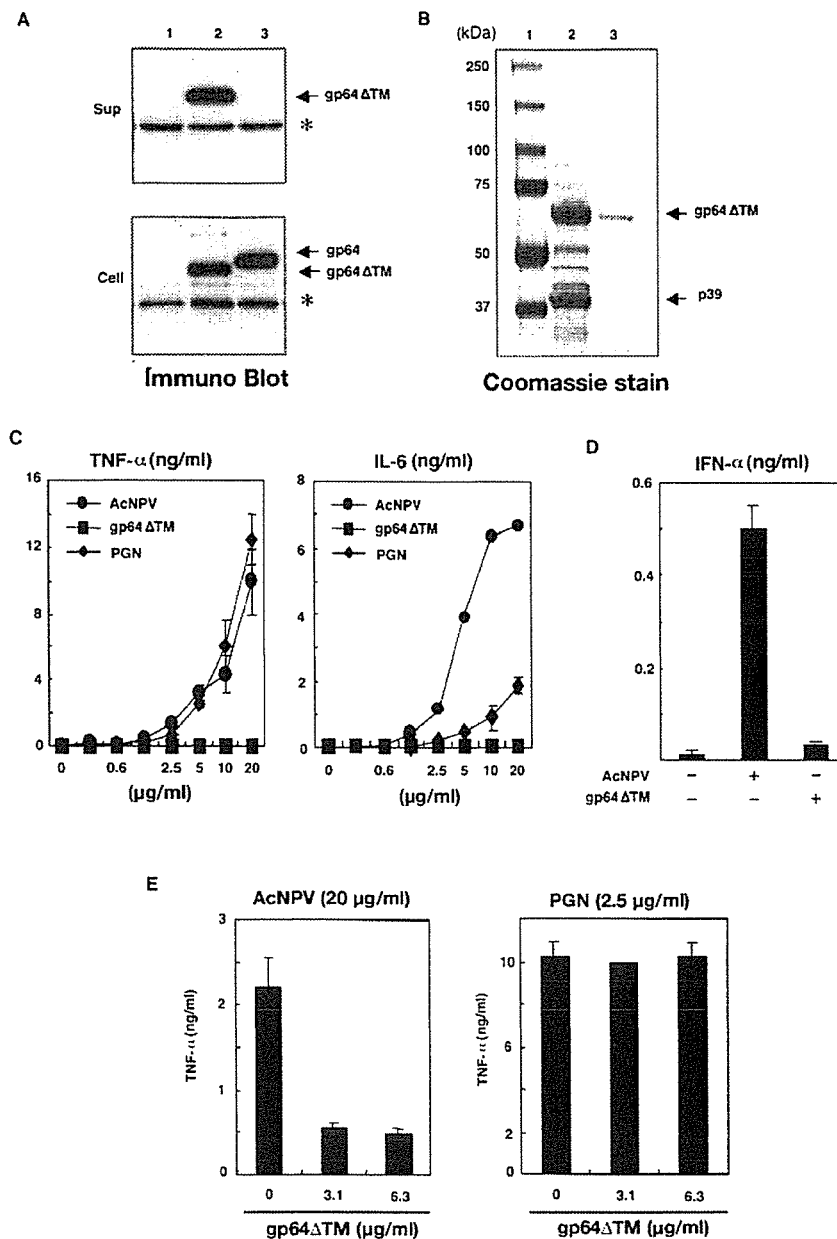 A
1 2 3
Sup
gp64ΔTM
*
Cell
gp64
gp64ΔTM
*
Immuno Blot
B
(kDa) 1 2 3
250
150
100
75
50
37
gp64ΔTM
p39
Coomassie stain
C
TNF-α (ng/ml)
16
12
8
4
0
AcNPV
gp64ΔTM
PGN
0 0.6 2.5 5 10 20
(μg/ml)
IL-6 (ng/ml)
8
6
4
2
0
AcNPV
gp64ΔTM
PGN
0 0.6 2.5 5 10 20
(μg/ml)
D
IFN-α (ng/ml)
0.6
0.4
0.2
AcNPV − + −
gp64ΔTM − − +
E
AcNPV (20 μg/ml)
TNF-α (ng/ml)
3
2
1
0
0 3.1 6.3
gp64ΔTM (μg/ml)
PGN (2.5 μg/ml)
TNF-α (ng/ml)
10
6
2
0
0 3.1 6.3
gp64ΔTM (μg/ml)